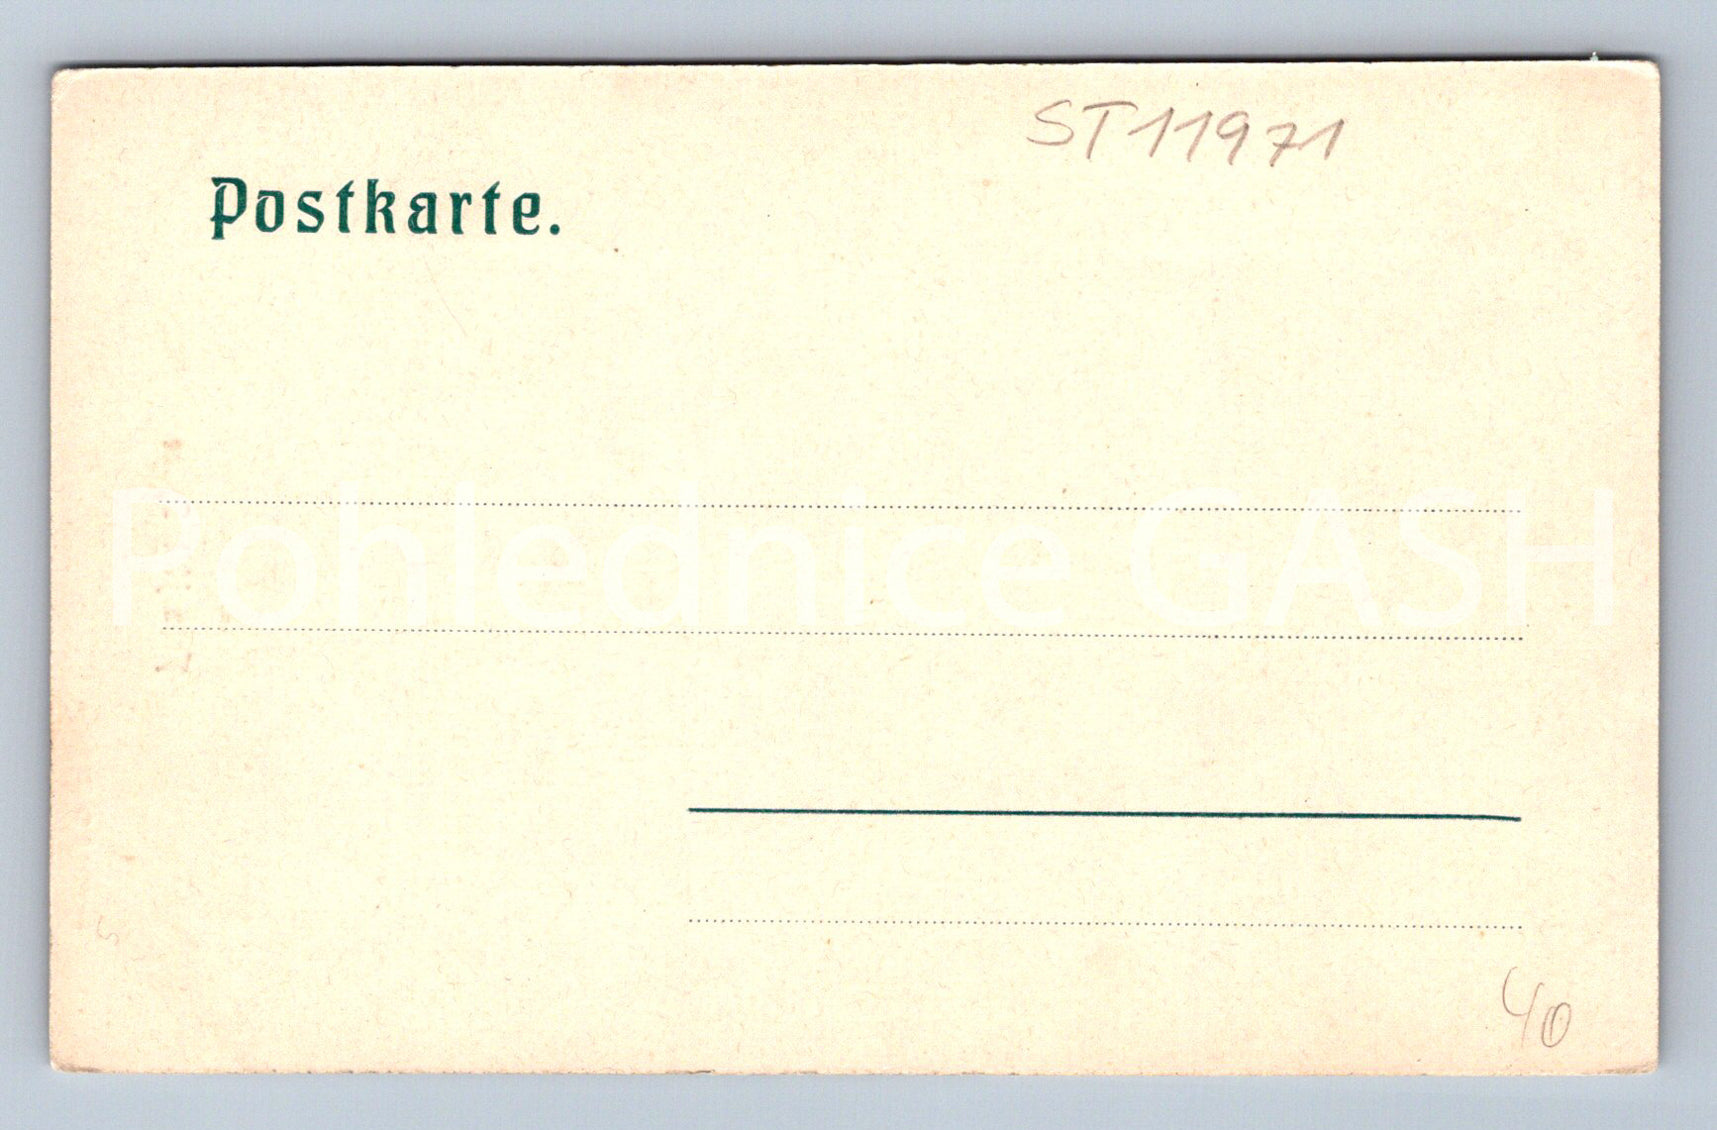 ST11971
Postkarte.
Pohlednice GASH
40